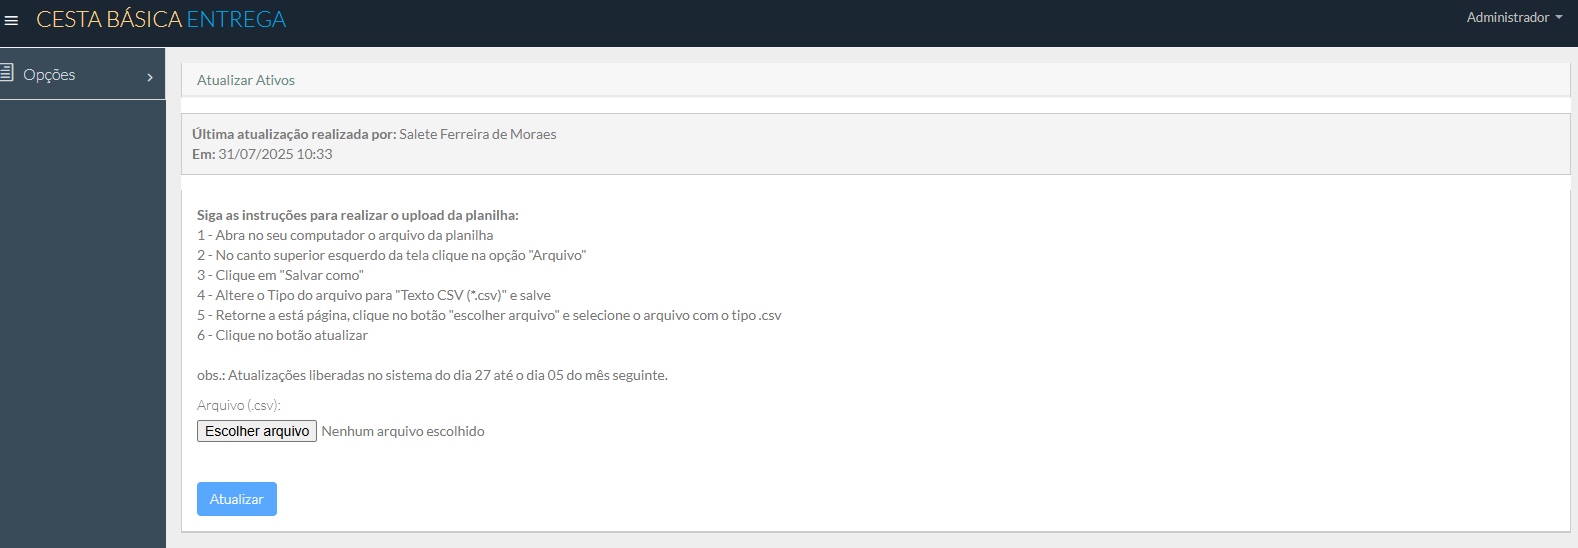 CESTA BÁSICA ENTREGA
Administrador
Opções
Atualizar Ativos
Última atualização realizada por: Salete Ferreira de Moraes
Em: 31/07/2025 10:33
Siga as instruções para realizar o upload da planilha:
1 - Abra no seu computador o arquivo da planilha
2 - No canto superior esquerdo da tela clique na opção "Arquivo"
3 - Clique em "Salvar como"
4 - Altere o Tipo do arquivo para "Texto CSV (*.csv)" e salve
5 - Retorne a está página, clique no botão "escolher arquivo" e selecione o arquivo com o tipo .csv
6 - Clique no botão atualizar
obs.: Atualizações liberadas no sistema do dia 27 até o dia 05 do mês seguinte.
Arquivo (.csv):
Escolher arquivo Nenhum arquivo escolhido
Atualizar